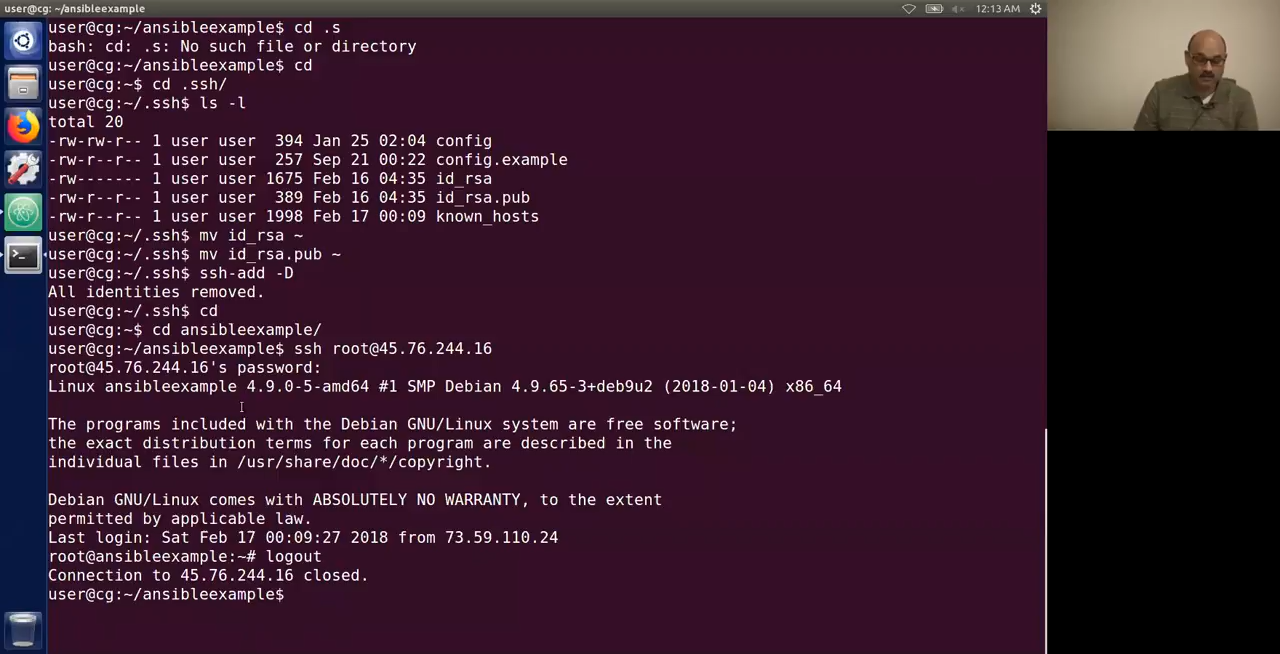 user@cg: ~/ansibleexample
12:13 AM
user@cg:~/ansibleexample$ cd .s
bash: cd: .s: No such file or directory
user@cg:~/ansibleexample$ cd
user@cg:~$ cd .ssh/
user@cg:~/.ssh$ ls -l
total 20
-rw-rw-r-- 1 user user  394 Jan 25 02:04 config
-rw-rw-r-- 1 user user  257 Sep 21 00:22 config.example
-rw------- 1 user user 1675 Feb 16 04:35 id_rsa
-rw-r--r-- 1 user user  389 Feb 16 04:35 id_rsa.pub
-rw-r--r-- 1 user user 1998 Feb 17 00:09 known_hosts
user@cg:~/.ssh$ mv id_rsa ~
user@cg:~/.ssh$ mv id_rsa.pub ~
user@cg:~/.ssh$ ssh-add -D
All identities removed.
user@cg:~/.ssh$ cd
user@cg:~$ cd ansibleexample/
user@cg:~/ansibleexample$ ssh root@45.76.244.16
root@45.76.244.16's password:
Linux ansibleexample 4.9.0-5-amd64 #1 SMP Debian 4.9.65-3+deb9u2 (2018-01-04) x86_64
The programs included with the Debian GNU/Linux system are free software;
the exact distribution terms for each program are described in the
individual files in /usr/share/doc/*/copyright.
Debian GNU/Linux comes with ABSOLUTELY NO WARRANTY, to the extent
permitted by applicable law.
Last login: Sat Feb 17 00:09:27 2018 from 73.59.110.24
root@ansibleexample:~# logout
Connection to 45.76.244.16 closed.
user@cg:~/ansibleexample$